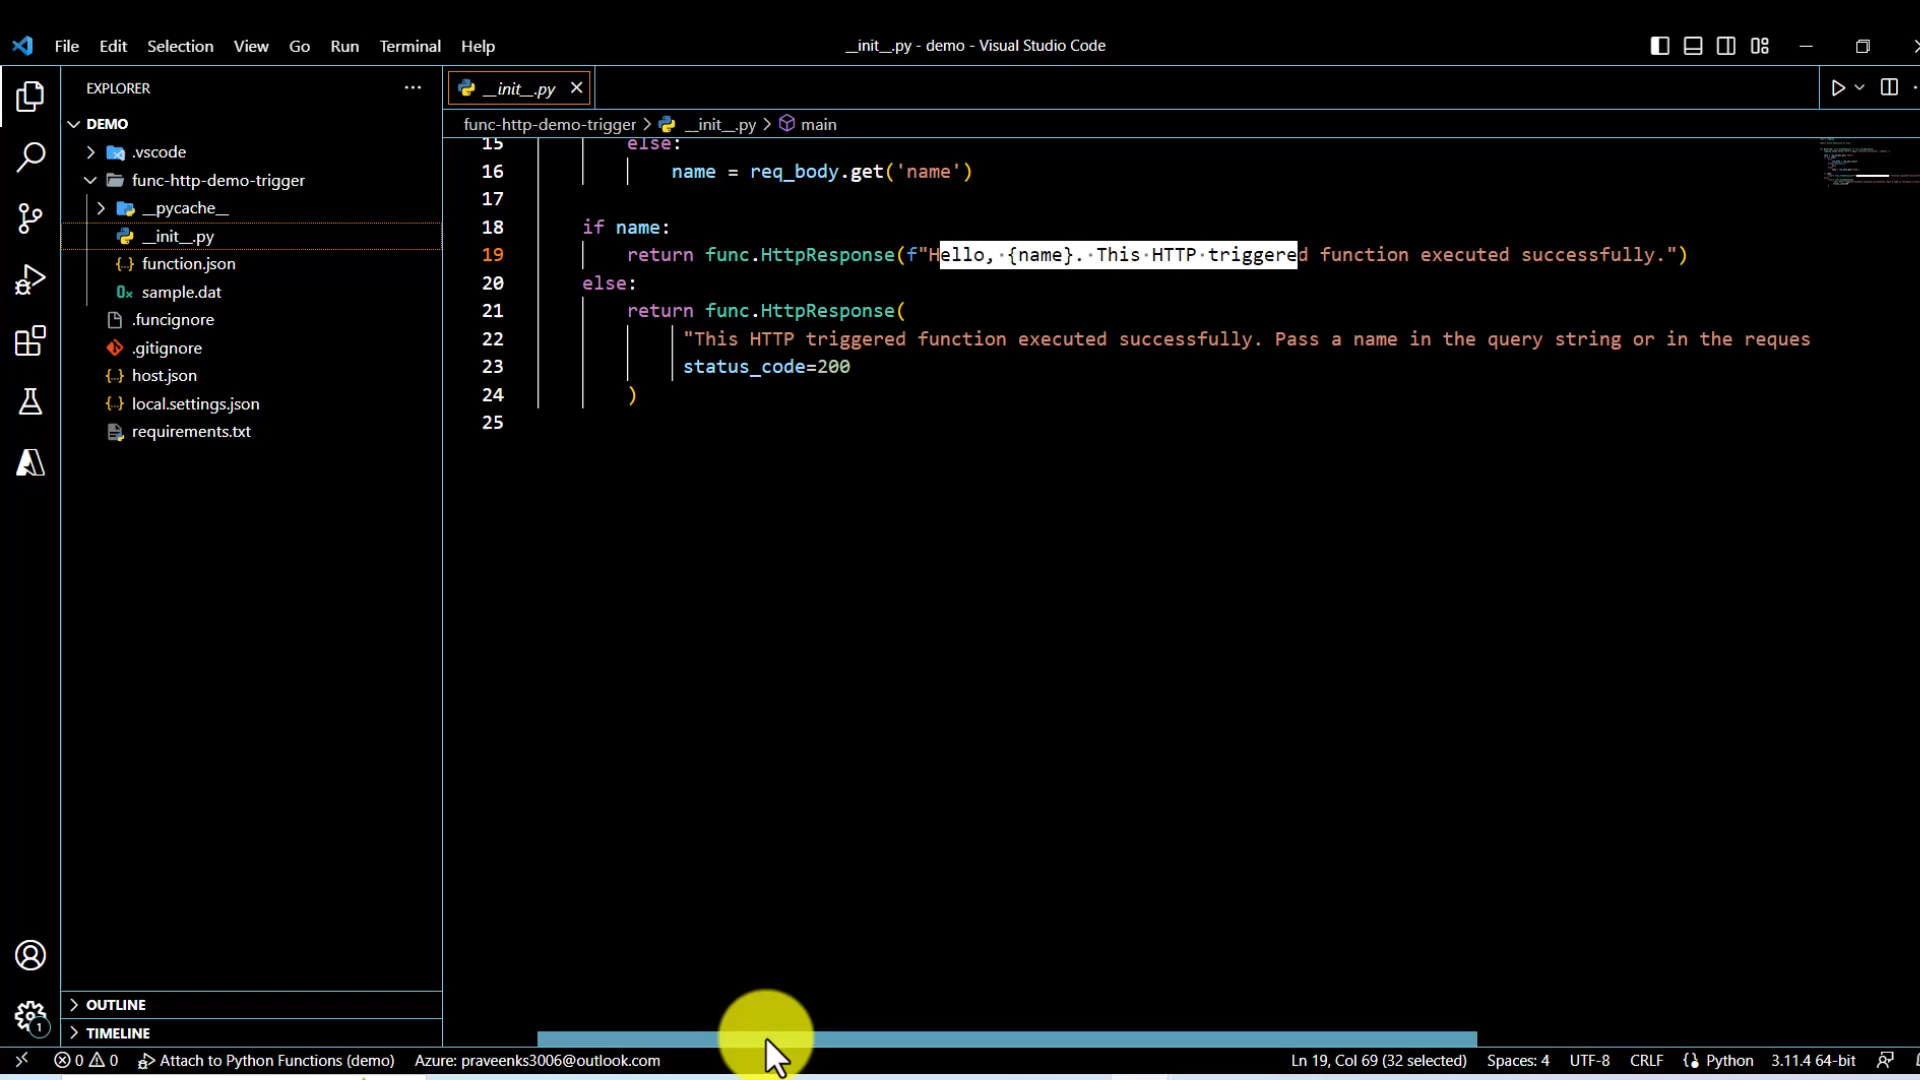 File Edit Selection View Go Run Terminal Help
__init__.py - demo - Visual Studio Code
EXPLORER
DEMO
.vscode
func-http-demo-trigger
__pycache__
__init__.py
function.json
sample.dat
.funcignore
.gitignore
host.json
local.settings.json
requirements.txt
OUTLINE
TIMELINE
__init__.py
func-http-demo-trigger > __init__.py > main
15 else:
16 name = req_body.get('name')
17
18 if name:
19 return func.HttpResponse(f"Hello, {name}. This HTTP triggered function executed successfully.")
20 else:
21 return func.HttpResponse(
22 "This HTTP triggered function executed successfully. Pass a name in the query string or in the reques
23 status_code=200
24 )
25
1
0 0 Attach to Python Functions (demo) Azure: praveenks3006@outlook.com Ln 19, Col 69 (32 selected) Spaces: 4 UTF-8 CRLF Python 3.11.4 64-bit